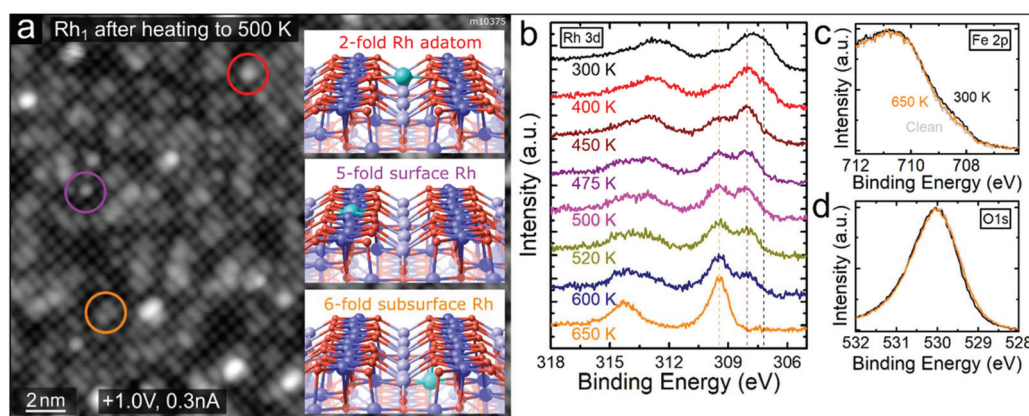 a
Rh₁ after heating to 500 K
m10375
2-fold Rh adatom
5-fold surface Rh
6-fold subsurface Rh
2nm
+1.0V, 0.3nA
b
Rh 3d
300 K
400 K
450 K
475 K
500 K
520 K
600 K
650 K
Intensity (a.u.)
318 315 312 309 306
Binding Energy (eV)
c
Fe 2p
650 K
300 K
Clean
Intensity (a.u.)
712 710 708
Binding Energy (eV)
d
O1s
Intensity (a.u.)
532 531 530 529 528
Binding Energy (eV)